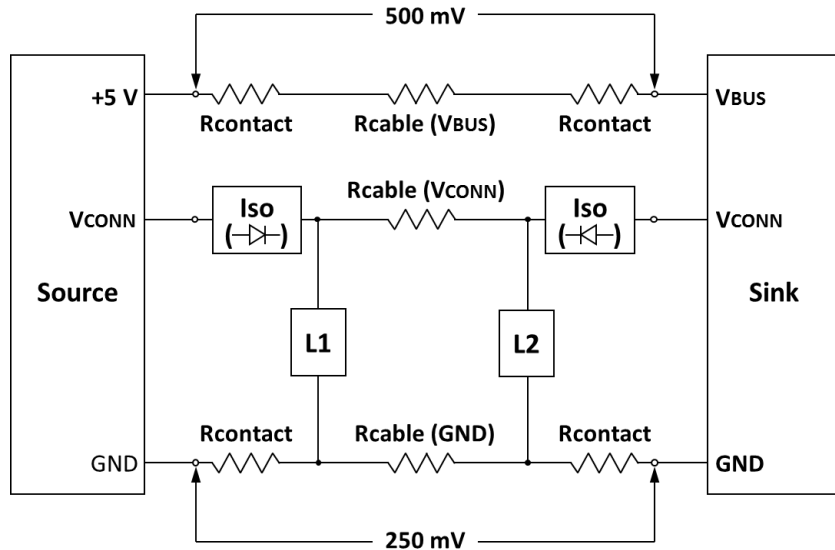 500 mV
+5 V
VBUS
Rcontact
Rcable (VBUS)
Rcontact
Rcable (VCONN)
VCONN
Iso
( )
Iso
( )
VCONN
Source
Sink
L1
L2
Rcontact
Rcable (GND)
Rcontact
GND
GND
250 mV